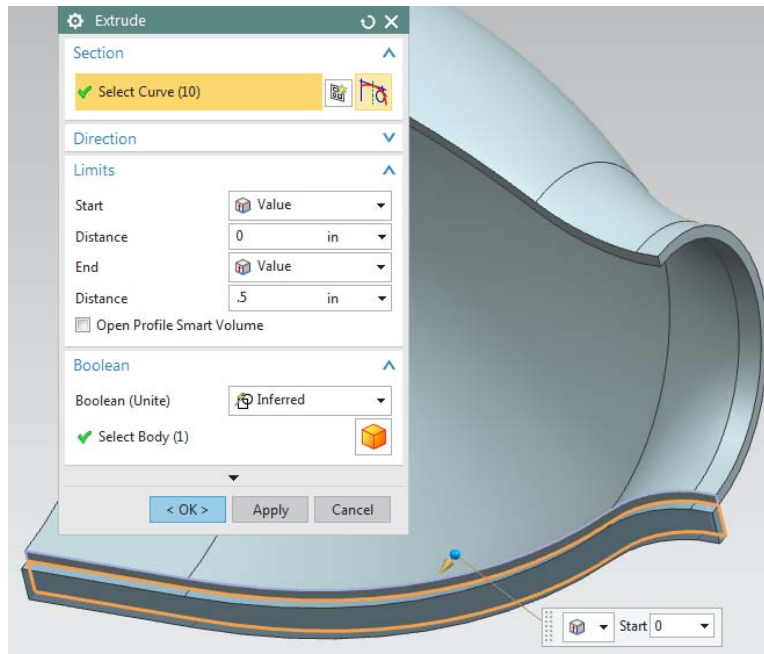 Extrude
Section
Select Curve (10)
Direction
Limits
Start Value
Distance 0 in
End Value
Distance .5 in
Open Profile Smart Volume
Boolean
Boolean (Unite) Inferred
Select Body (1)
< OK > Apply Cancel
Start 0